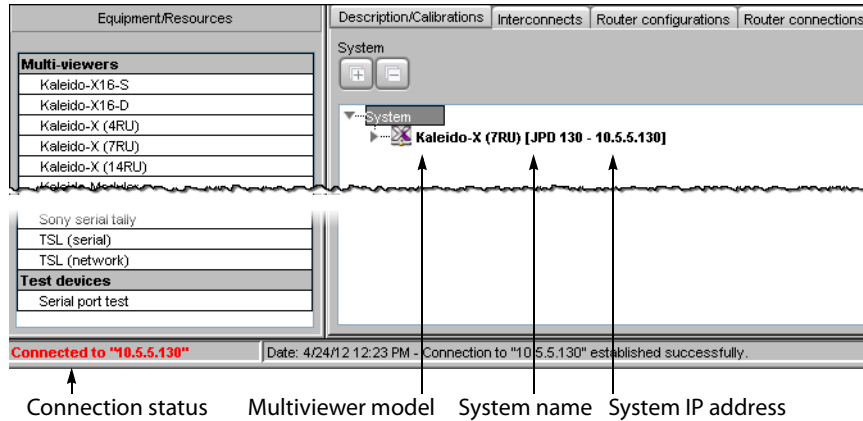 Equipment/Resources
Multi-viewers
Kaleido-X16-S
Kaleido-X16-D
Kaleido-X (4RU)
Kaleido-X (7RU)
Kaleido-X (14RU)
Sony serial tally
TSL (serial)
TSL (network)
Test devices
Serial port test
Description/Calibrations
Interconnects
Router configurations
Router connections
System
System
Kaleido-X (7RU) [JPD 130 - 10.5.5.130]
Connected to "10.5.5.130"
Date: 4/24/12 12:23 PM - Connection to "10.5.5.130" established successfully.
Connection status
Multiviewer model
System name
System IP address